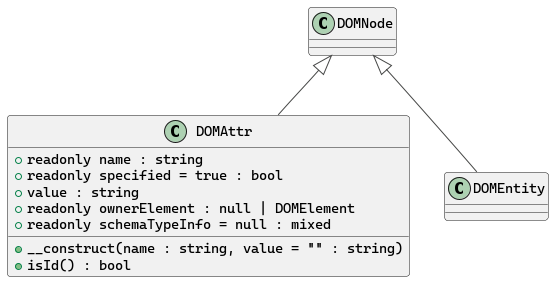 C DOMNode
C DOMAttr
readonly name : string
readonly specified = true : bool
value : string
readonly ownerElement : null | DOMElement
readonly schemaTypeInfo = null : mixed
__construct(name : string, value = "" : string)
isId() : bool
C DOMEntity